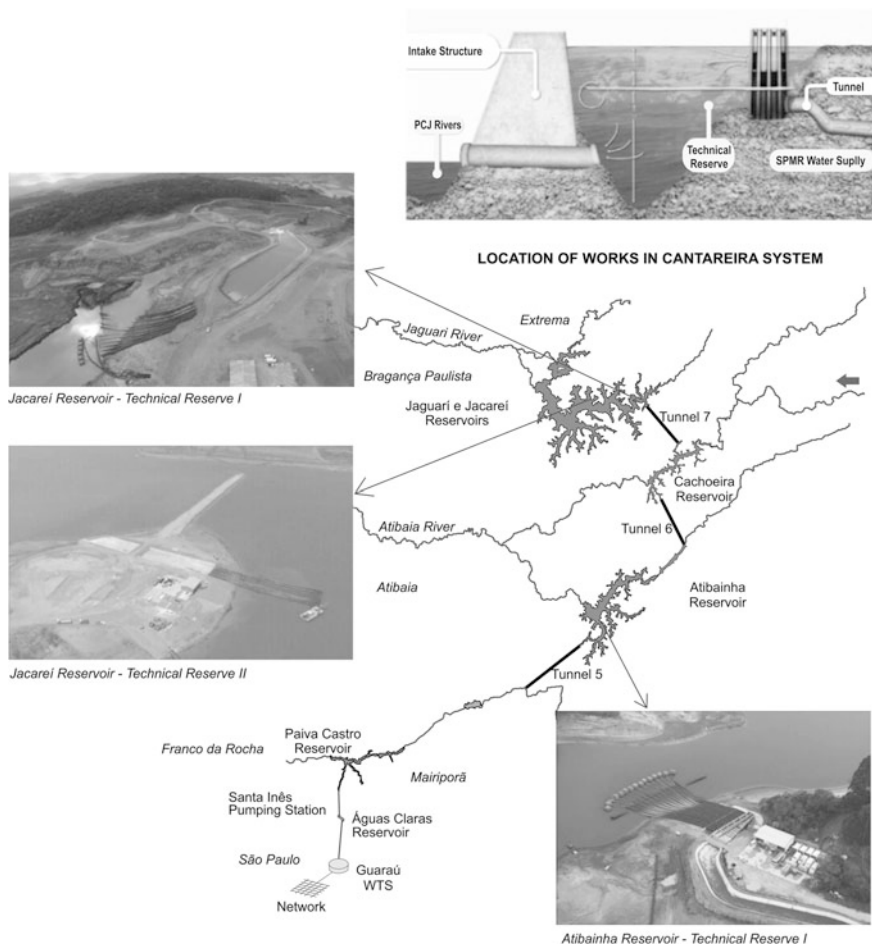 Intake Structure
Tunnel
PCJ Rivers
Technical
Reserve
SPMR Water Suplly
LOCATION OF WORKS IN CANTAREIRA SYSTEM
Jacareí Reservoir - Technical Reserve I
Extrema
Jaguari River
Bragança Paulista
Jaguarí e Jacareí
Reservoirs
Tunnel 7
Cachoeira
Reservoir
Tunnel 6
Atibaia River
Atibaia
Atibainha
Reservoir
Jacareí Reservoir - Technical Reserve II
Tunnel 5
Paiva Castro
Reservoir
Franco da Rocha
Mairiporã
Santa Inês
Pumping Station
Águas Claras
Reservoir
São Paulo
Guaraú
WTS
Network
Atibainha Reservoir - Technical Reserve I